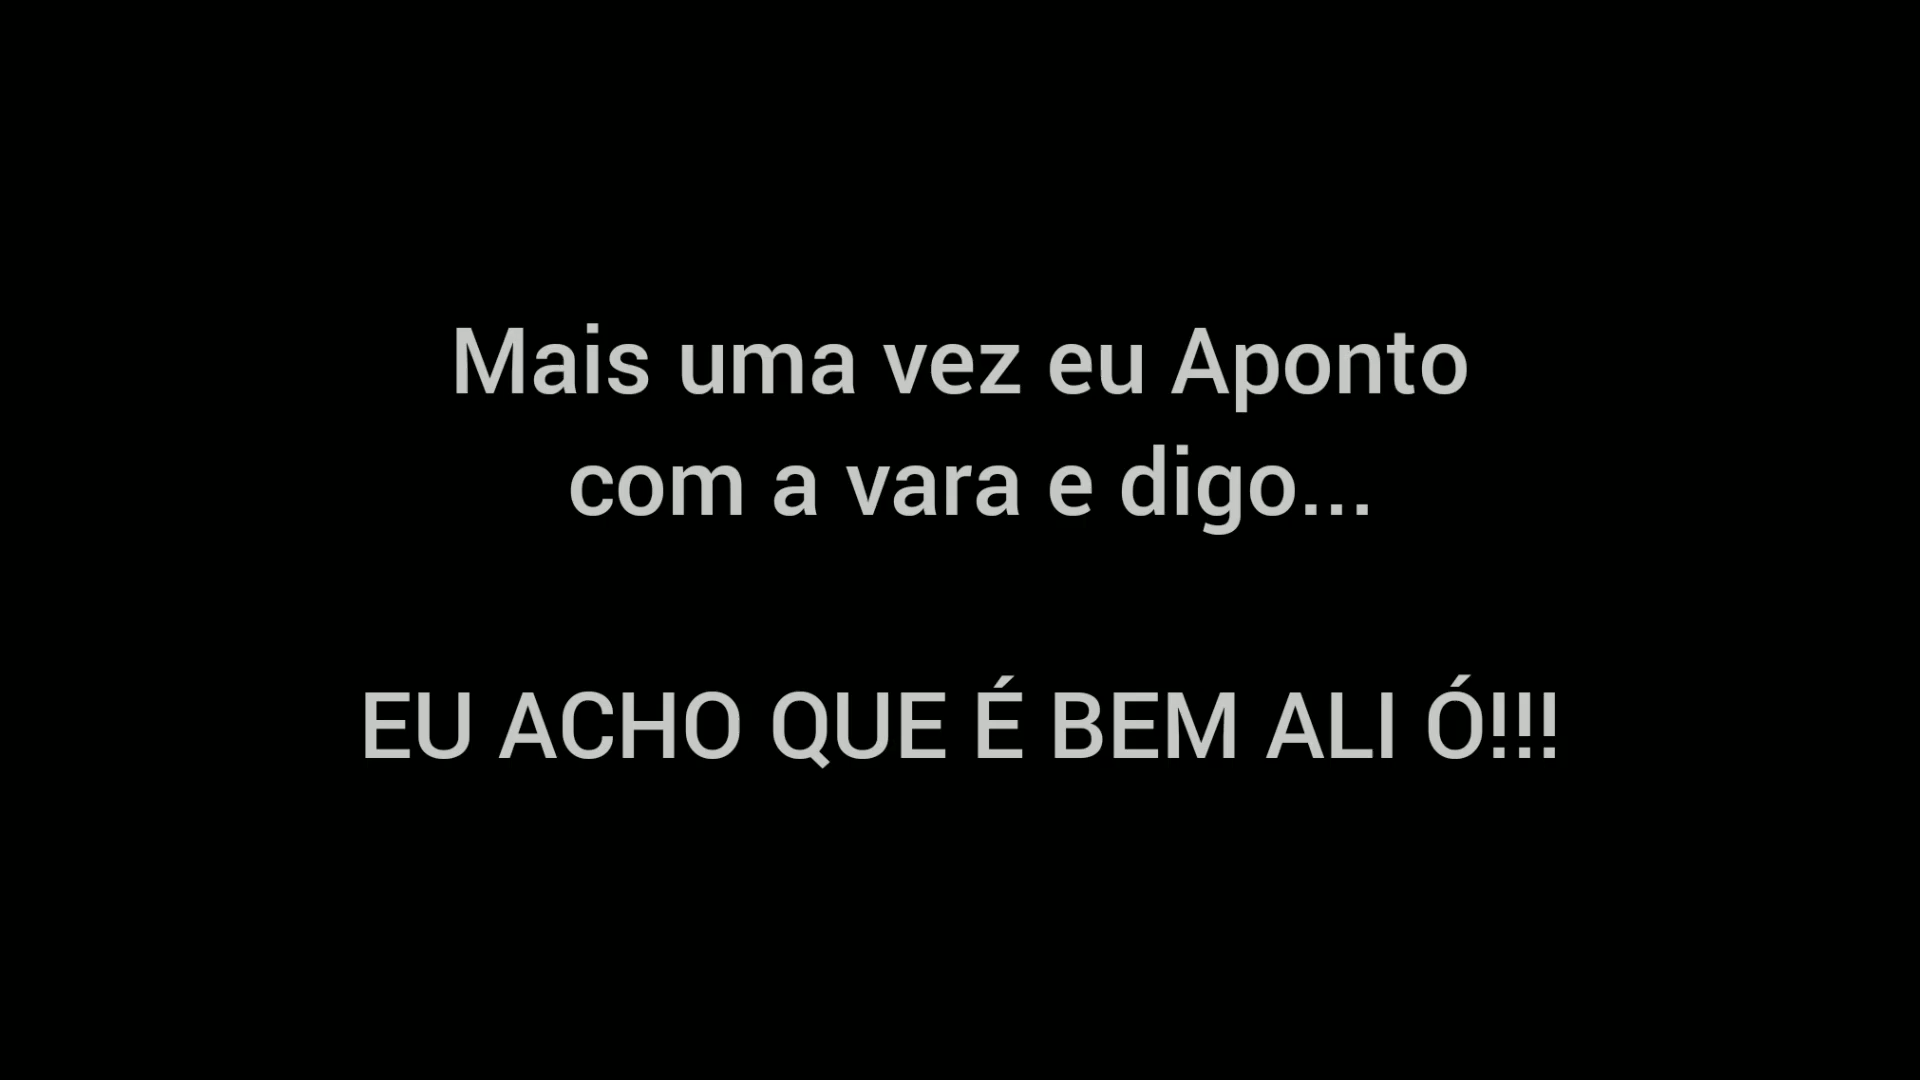 Mais uma vez eu Aponto
com a vara e digo...
EU ACHO QUE É BEM ALI Ó!!!